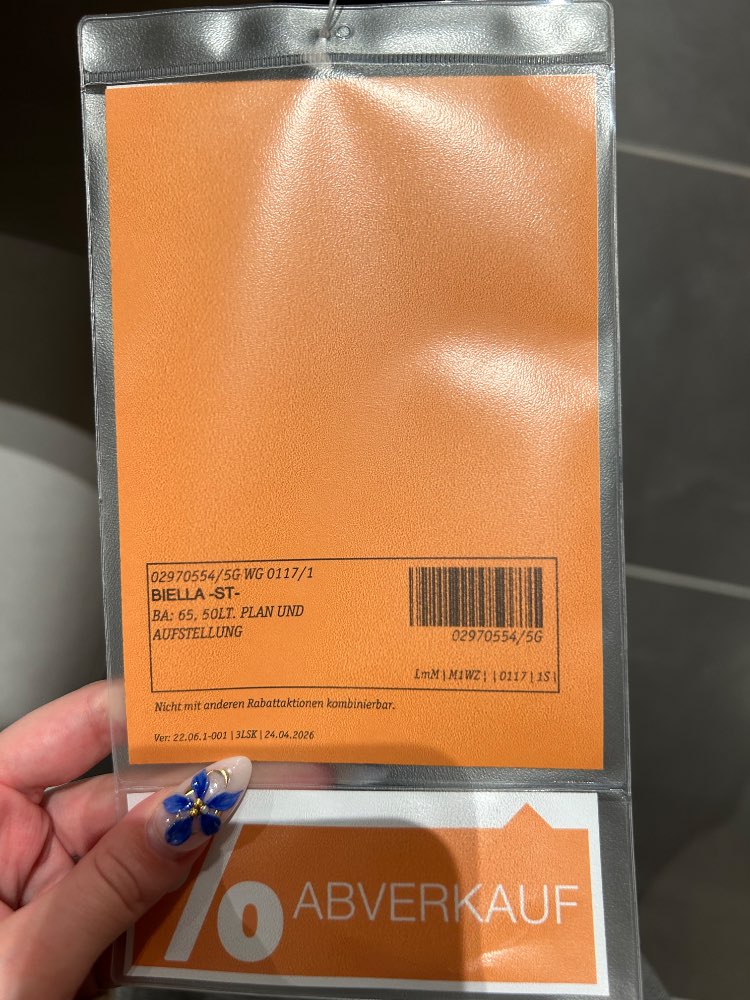 02970554/5G WG 0117/1
BIELLA -ST-
BA: 65, 50LT. PLAN UND
AUFSTELLUNG
02970554/5G
LmM | M1WZ | | 0117 | 1S |
Nicht mit anderen Rabattaktionen kombinierbar.
Ver: 22.06.1-001 | 3LSK | 24.04.2026
% ABVERKAUF